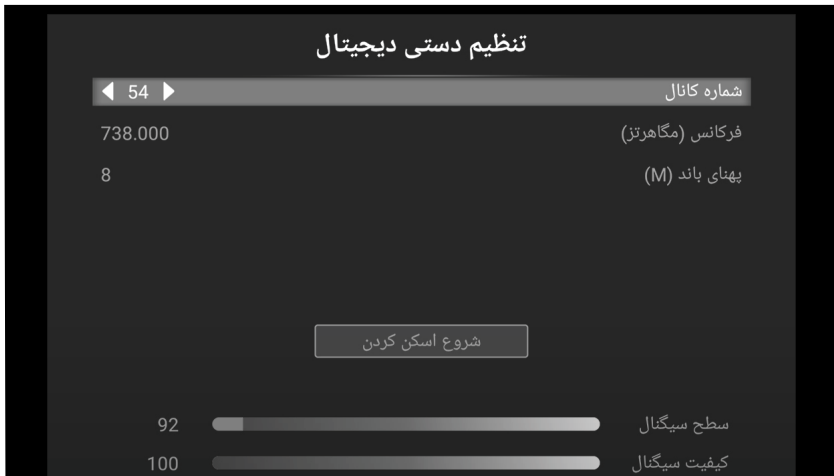 تنظیم دستی دیجیتال
شماره کانال 54
فرکانس (مگاهرتز) 738.000
پهنای باند (M) 8
شروع اسکن کردن
سطح سیگنال 92
کیفیت سیگنال 100